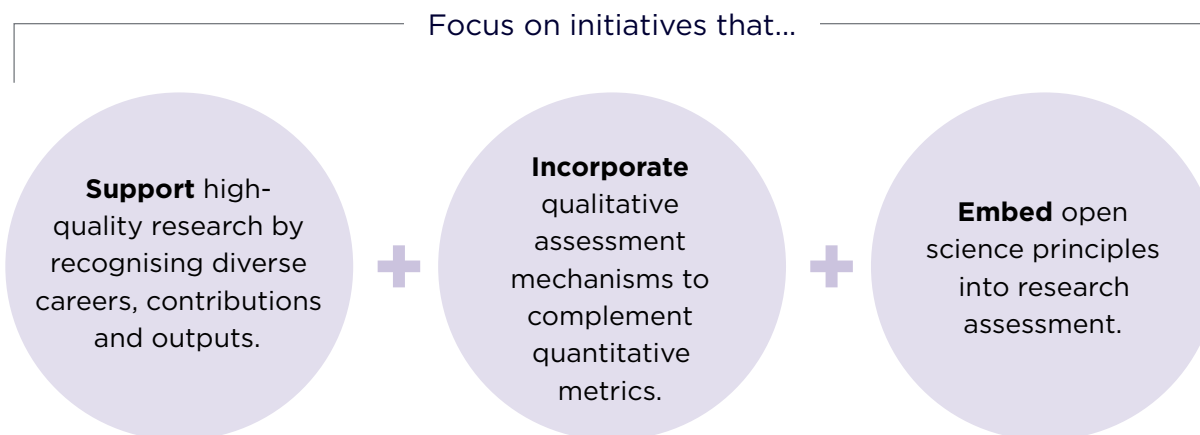 Focus on initiatives that...
Support high-
quality research by
recognising diverse
careers, contributions
and outputs.
Incorporate
qualitative
assessment
mechanisms to
complement
quantitative
metrics.
Embed open
science principles
into research
assessment.